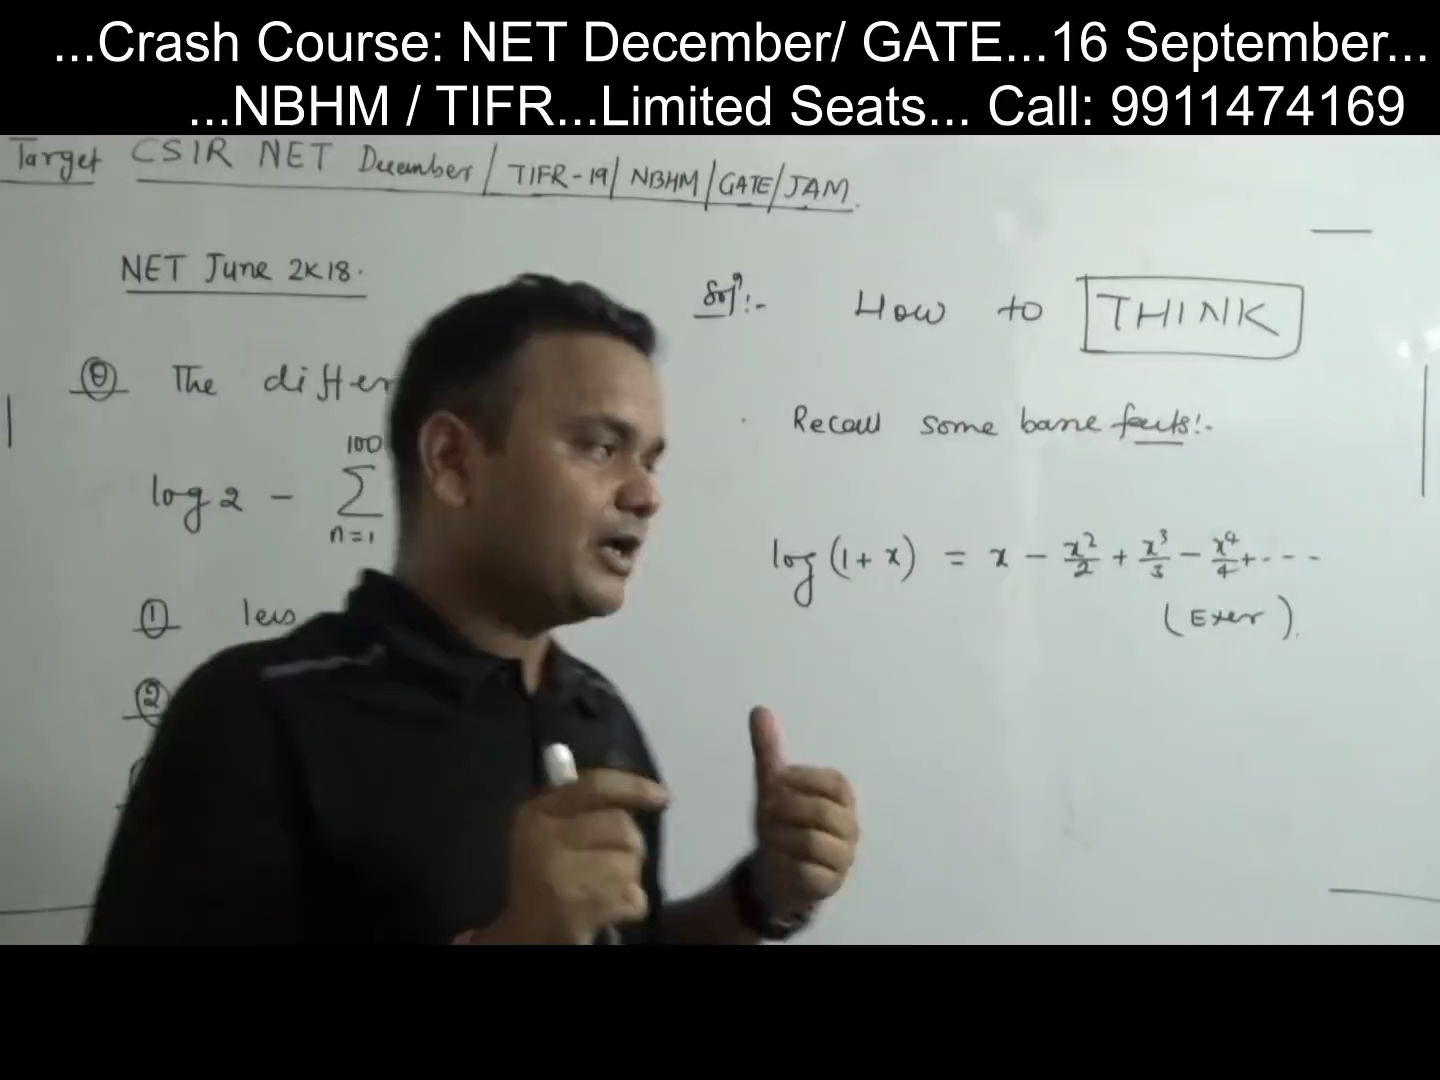 ...Crash Course: NET December/ GATE...16 September...
...NBHM / TIFR...Limited Seats... Call: 9911474169
Target CSIR NET December / TIFR-19 / NBHM / GATE / JAM.
NET June 2K18.
Q The differ
log 2 - 100 Σ n=1
① less
②
Solⁿ:- How to THINK
Recall some basic facts:-
log (1 + x) = x - x²/2 + x³/3 - x⁴/4 + ----
(Exer).